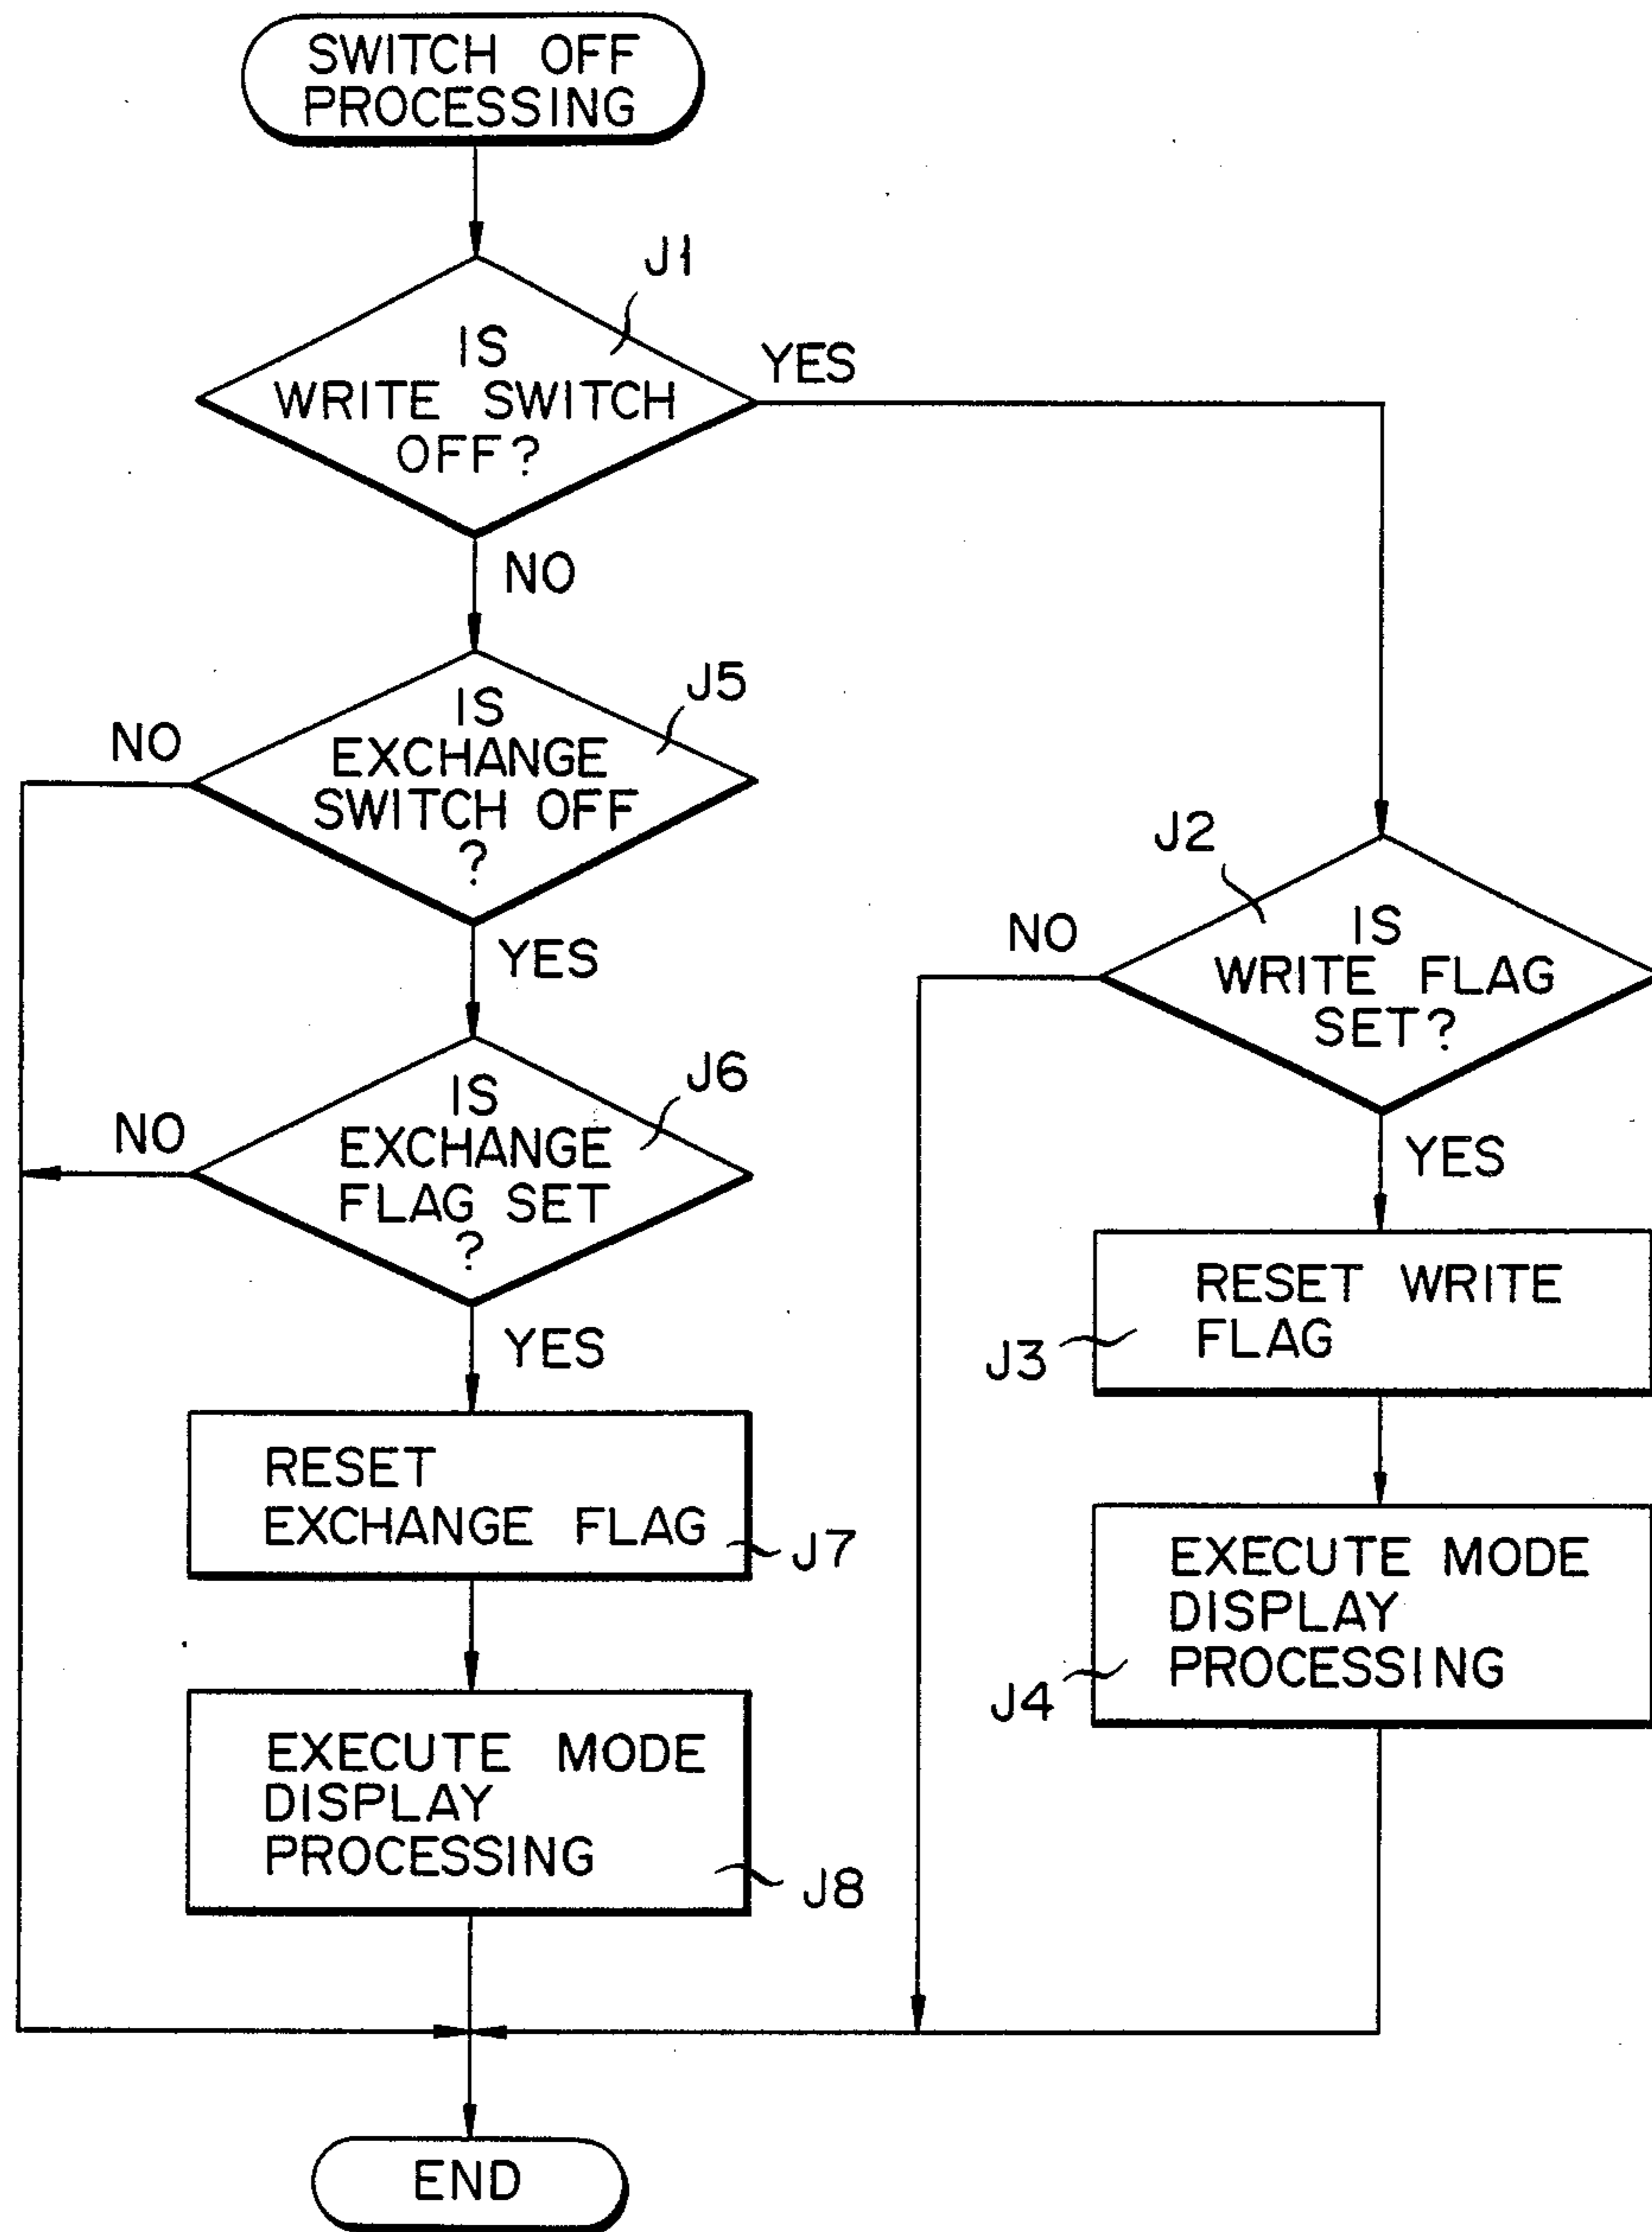 SWITCH OFF
PROCESSING
J1
IS
WRITE SWITCH
OFF?
YES
NO
J5
IS
EXCHANGE
SWITCH OFF
?
NO
YES
J2
IS
WRITE FLAG
SET?
NO
YES
J6
IS
EXCHANGE
FLAG SET
?
NO
YES
RESET WRITE
FLAG
J3
RESET
EXCHANGE FLAG
J7
EXECUTE MODE
DISPLAY
PROCESSING
J4
EXECUTE MODE
DISPLAY
PROCESSING
J8
END